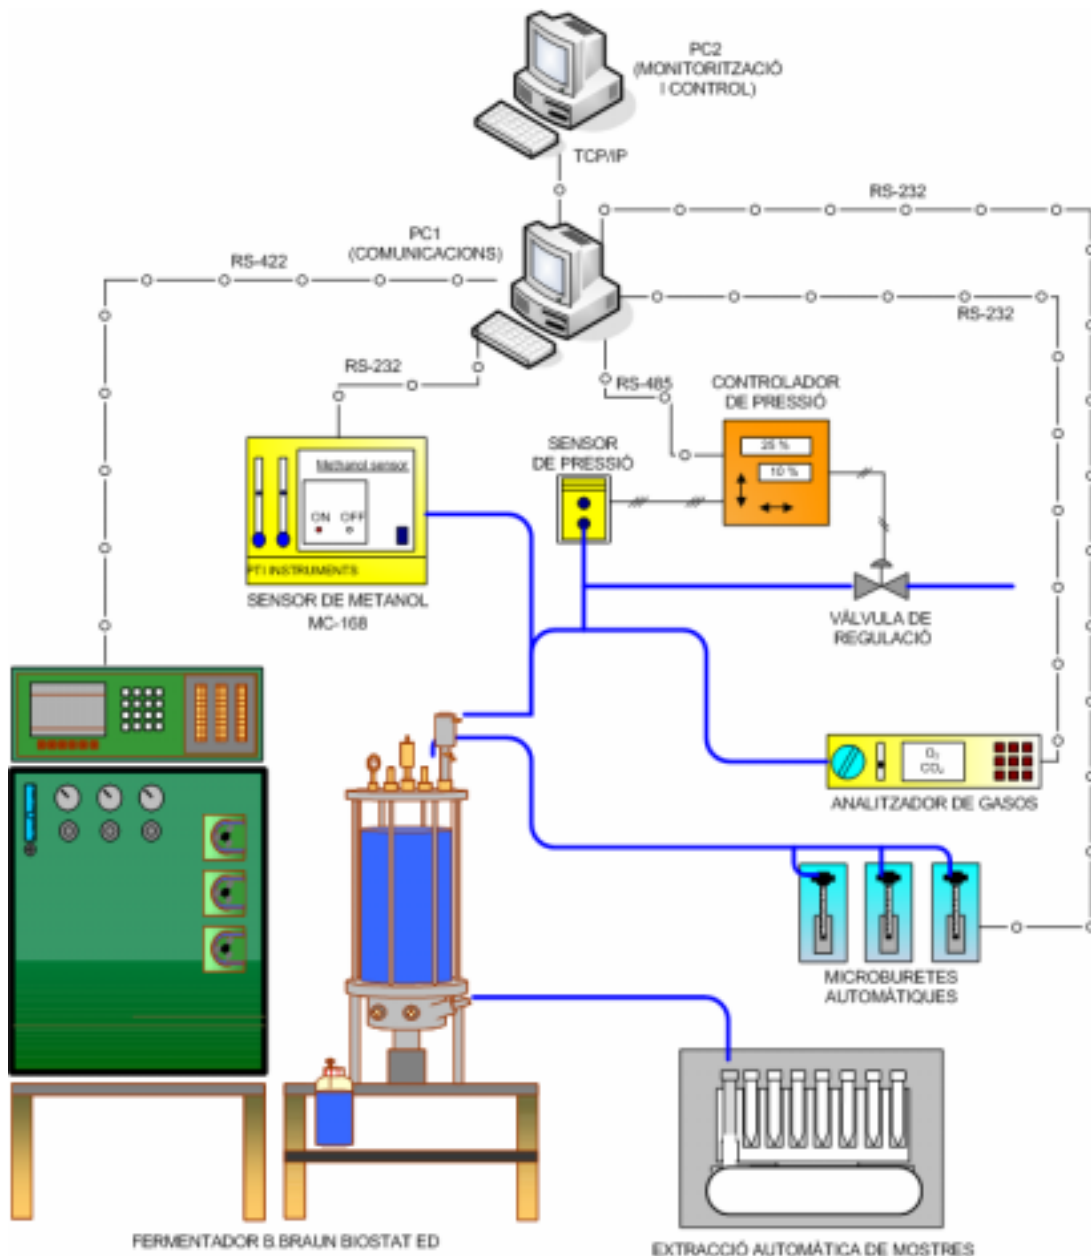 PC2
(MONITORITZACIÓ
I CONTROL)
TCP/IP
RS-232
PC1
(COMUNICACIONS)
RS-422
RS-232
RS-232
RS-485
CONTROLADOR
DE PRESSIÓ
25 %
10 %
SENSOR
DE PRESSIÓ
Methanol sensor
ON OFF
PTI INSTRUMENTS
SENSOR DE METANOL
MC-168
VÀLVULA DE
REGULACIÓ
O₂
CO₂
ANALITZADOR DE GASOS
MICROBURETES
AUTOMÀTIQUES
FERMENTADOR B.BRAUN BIOSTAT ED
EXTRACCIÓ AUTOMÀTICA DE MOSTRES